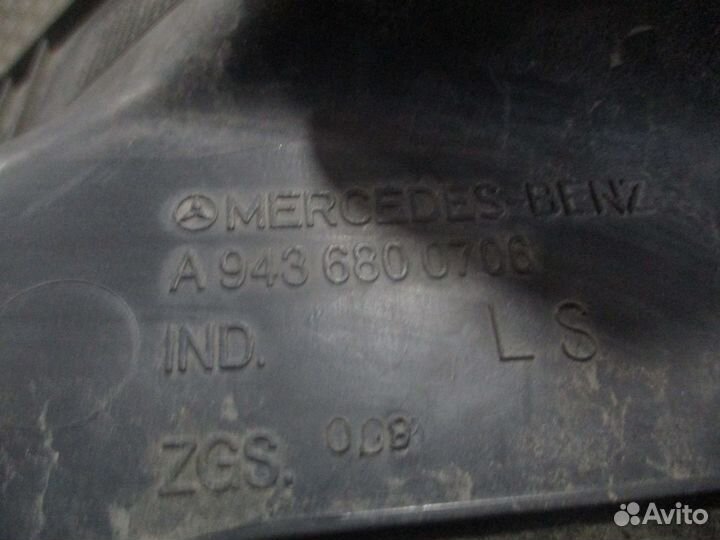 MERCEDES-BENZ
A 943 680 0706
IND. L S
ZGS. 008
Avito